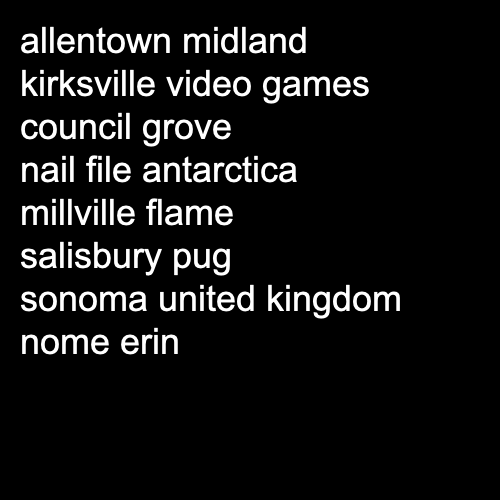 allentown midland
kirksville video games
council grove
nail file antarctica
millville flame
salisbury pug
sonoma united kingdom
nome erin